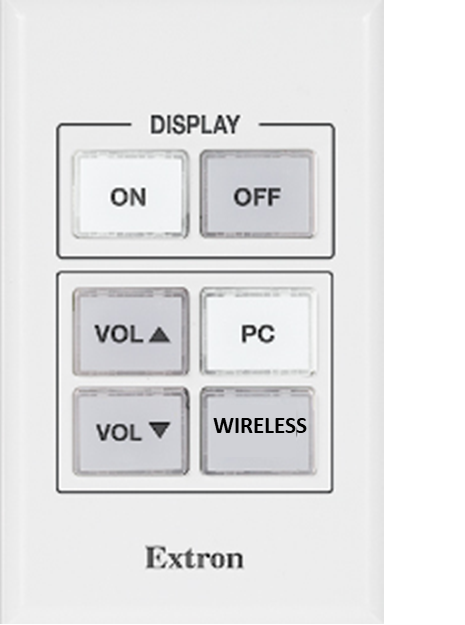 DISPLAY
ON OFF
VOL▲ PC
VOL▼ WIRELESS
Extron